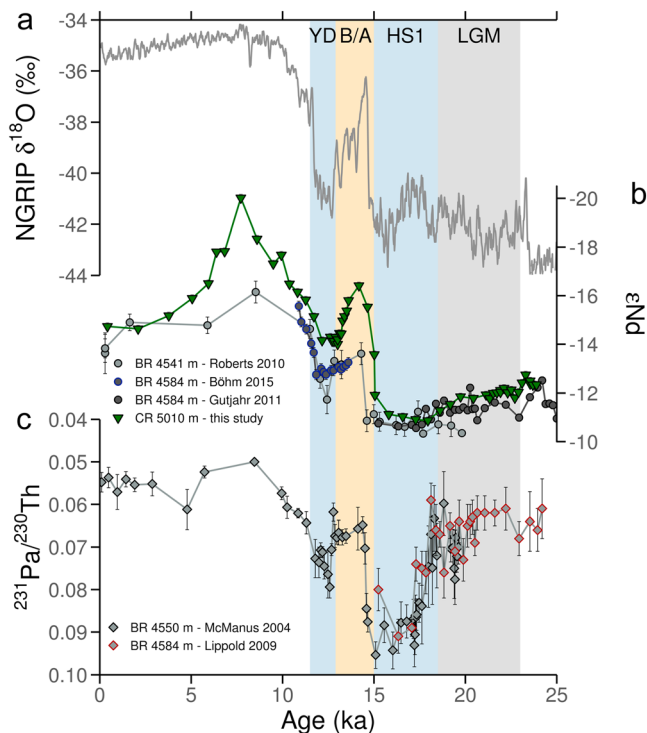 a
YD B/A HS1 LGM
NGRIP δ18O (‰)
-34
-36
-38
-40
-42
-44
b
-20
-18
-16
-14
-12
-10
εNd
BR 4541 m - Roberts 2010
BR 4584 m - Böhm 2015
BR 4584 m - Gutjahr 2011
CR 5010 m - this study
c
0.04
0.05
0.06
0.07
0.08
0.09
0.10
231Pa/230Th
BR 4550 m - McManus 2004
BR 4584 m - Lippold 2009
0 5 10 15 20 25
Age (ka)